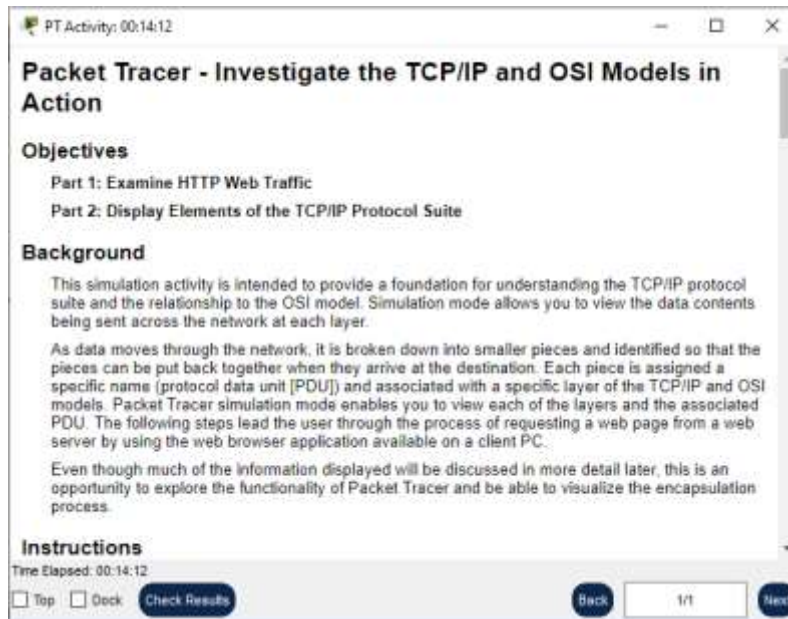 PT Activity: 00:14:12
Packet Tracer - Investigate the TCP/IP and OSI Models in
Action
Objectives
Part 1: Examine HTTP Web Traffic
Part 2: Display Elements of the TCP/IP Protocol Suite
Background
This simulation activity is intended to provide a foundation for understanding the TCP/IP protocol
suite and the relationship to the OSI model. Simulation mode allows you to view the data contents
being sent across the network at each layer.
As data moves through the network, it is broken down into smaller pieces and identified so that the
pieces can be put back together when they arrive at the destination. Each piece is assigned a
specific name (protocol data unit [PDU]) and associated with a specific layer of the TCP/IP and OSI
models. Packet Tracer simulation mode enables you to view each of the layers and the associated
PDU. The following steps lead the user through the process of requesting a web page from a web
server by using the web browser application available on a client PC.
Even though much of the information displayed will be discussed in more detail later, this is an
opportunity to explore the functionality of Packet Tracer and be able to visualize the encapsulation
process.
Instructions
Time Elapsed: 00:14:12
Top Dock Check Results Back 1/1 Next